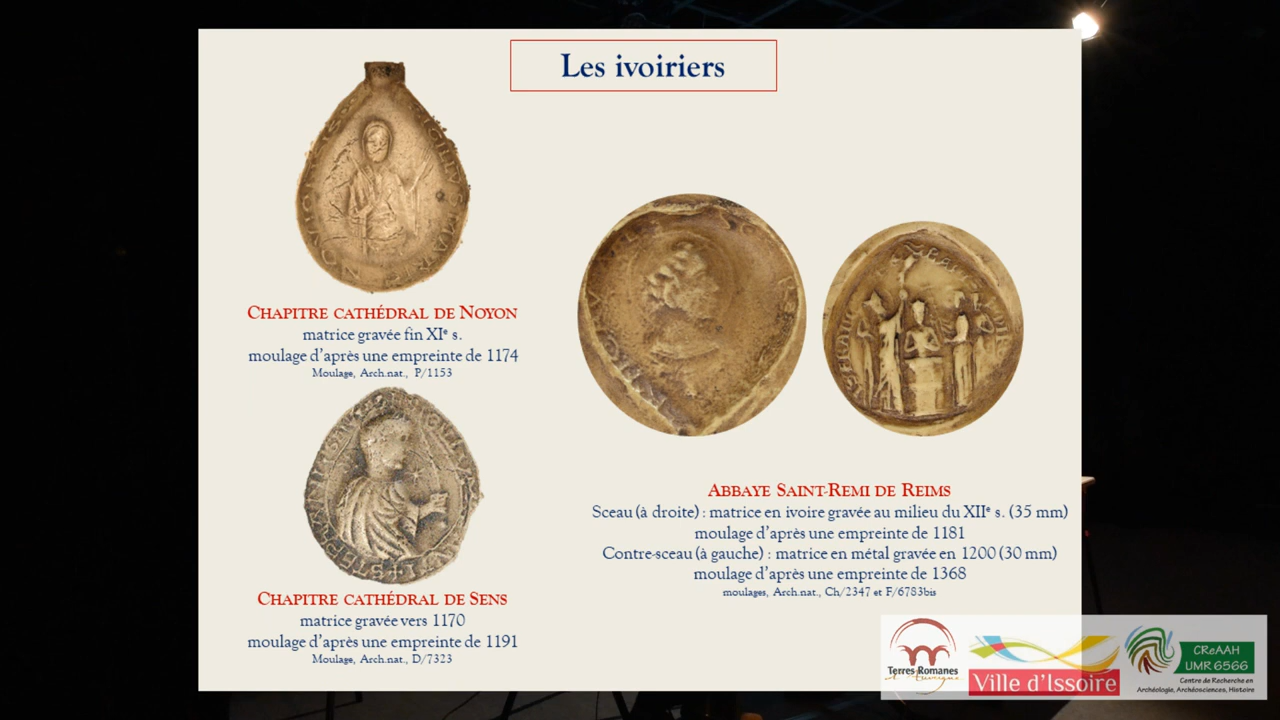 Les ivoiriers
CHAPITRE CATHÉDRAL DE NOYON
matrice gravée fin XIe s.
moulage d'après une empreinte de 1174
Moulage, Arch.nat., P/1153
CHAPITRE CATHÉDRAL DE SENS
matrice gravée vers 1170
moulage d'après une empreinte de 1191
Moulage, Arch.nat., D/7323
ABBAYE SAINT-REMI DE REIMS
Sceau (à droite) : matrice en ivoire gravée au milieu du XIIe s. (35 mm)
moulage d'après une empreinte de 1181
Contre-sceau (à gauche) : matrice en métal gravée en 1200 (30 mm)
moulage d'après une empreinte de 1368
moulages, Arch.nat., Ch/2347 et F/6783bis
Terres Romanes
d'Auvergne
Ville d'Issoire
CReAAH
UMR 6566
Centre de Recherche en
Archéologie, Archéosciences, Histoire